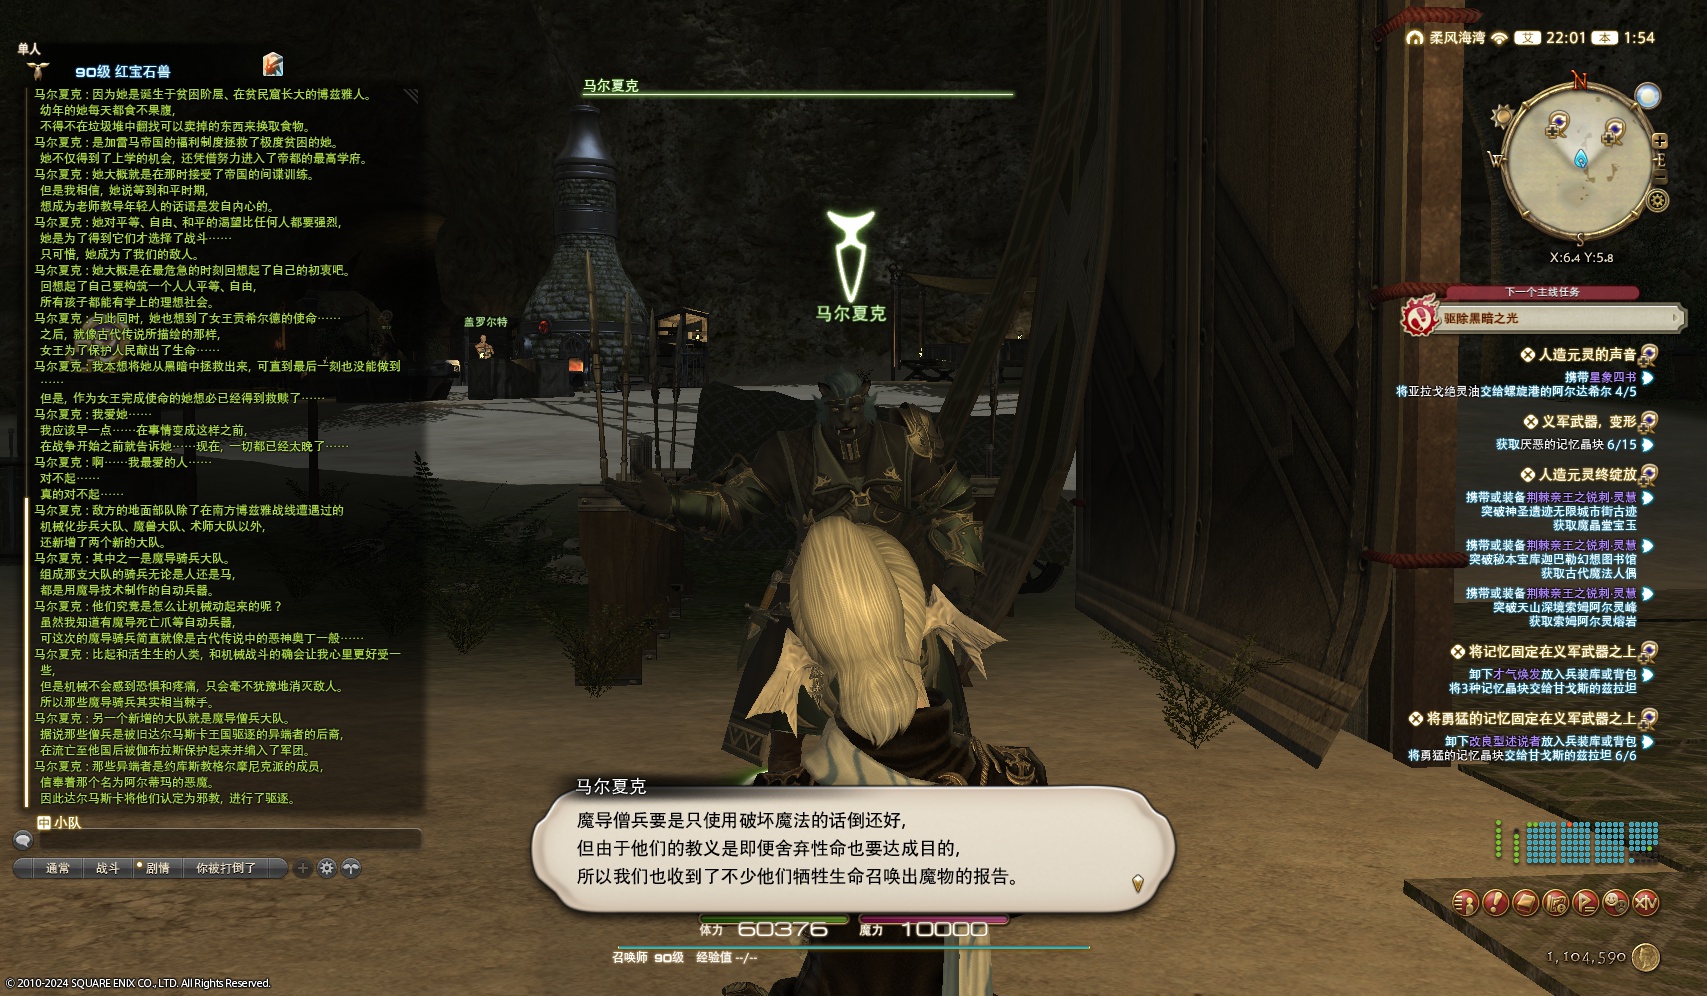 单人
90级 红宝石兽
马尔夏克：因为她是诞生于贫困阶层、在贫民窟长大的博兹雅人。
幼年的她每天都食不果腹，
不得不在垃圾堆中翻找可以卖掉的东西来换取食物。
马尔夏克：是加雷马帝国的福利制度拯救了极度贫困的她。
她不仅得到了上学的机会，还凭借努力进入了帝都的最高学府。
马尔夏克：她大概就是在那时接受了帝国的间谍训练。
但是我相信，她说等到和平时期，
想成为老师教导年轻人的话语是发自内心的。
马尔夏克：她对平等、自由、和平的渴望比任何人都要强烈，
她是为了得到它们才选择了战斗……
只可惜，她成为了我们的敌人。
马尔夏克：她大概是在最危急的时刻回想起了自己的初衷吧。
回想起了自己要构筑一个人人平等、自由，
所有孩子都能有学上的理想社会。
马尔夏克：与此同时，她也想到了女王贡希尔德的使命……
之后，就像古代传说所描绘的那样，
女王为了保护人民献出了生命……
马尔夏克：我本想将她从黑暗中拯救出来，可直到最后一刻也没能做到
……
但是，作为女王完成使命的她想必已经得到救赎了……
马尔夏克：我爱她……
我应该早一点……在事情变成这样之前，
在战争开始之前就告诉她……现在，一切都已经太晚了……
马尔夏克：啊……我最爱的人……
对不起……
真的对不起……
马尔夏克：敌方的地面部队除了在南方博兹雅战线遭遇过的
机械化步兵大队、魔兽大队、术师大队以外，
还新增了两个新的大队。
马尔夏克：其中之一是魔导骑兵大队。
组成那支大队的骑兵无论是人还是马，
都是用魔导技术制作的自动兵器。
马尔夏克：他们究竟是怎么让机械动起来的呢？
虽然我知道有魔导死亡爪等自动兵器，
可这次的魔导骑兵简直就像是古代传说中的恶神奥丁一般……
马尔夏克：比起和活生生的人类，和机械战斗的确会让我心里更好受一
些，
但是机械不会感到恐惧和疼痛，只会毫不犹豫地消灭敌人。
所以那些魔导骑兵其实相当棘手。
马尔夏克：另一个新增的大队就是魔导僧兵大队。
据说那些僧兵是被旧达尔马斯卡王国驱逐的异端者的后裔，
在流亡至他国后被伽布拉斯保护起来并编入了军团。
马尔夏克：那些异端者是约库斯教格尔摩尼克派的成员，
信奉着那个名为阿尔蒂玛的恶魔。
因此达尔马斯卡将他们认定为邪教，进行了驱逐。
小队
通常 战斗 剧情 你被打倒了
马尔夏克
马尔夏克
盖罗尔特
柔风海湾 艾 22:01 本 1:54
N
W
E
S
X:6.4 Y:5.8
下一个主线任务
驱除黑暗之光
人造元灵的声音
携带星象四书
将亚拉戈绝灵油交给螺旋港的阿尔达希尔 4/5
义军武器，变形
获取厌恶的记忆晶块 6/15
人造元灵终绽放
携带或装备荆棘亲王之锐刺·灵慧
突破神圣遗迹无限城市街古迹
获取魔晶堂宝玉
携带或装备荆棘亲王之锐刺·灵慧
突破秘本宝库迦巴勒幻想图书馆
获取古代魔法人偶
携带或装备荆棘亲王之锐刺·灵慧
突破天山深境索姆阿尔灵峰
获取索姆阿尔灵熔岩
将记忆固定在义军武器之上
卸下才气焕发放入兵装库或背包
将3种记忆晶块交给甘戈斯的兹拉坦
将勇猛的记忆固定在义军武器之上
卸下改良型述说者放入兵装库或背包
将勇猛的记忆晶块交给甘戈斯的兹拉坦 6/6
马尔夏克
魔导僧兵要是只使用破坏魔法的话倒还好，
但由于他们的教义是即便舍弃性命也要达成目的，
所以我们也收到了不少他们牺牲生命召唤出魔物的报告。
体力 60376 魔力 10000
召唤师 90级 经验值 --/--
XIV
1,104,590
© 2010-2024 SQUARE ENIX CO., LTD. All Rights Reserved.